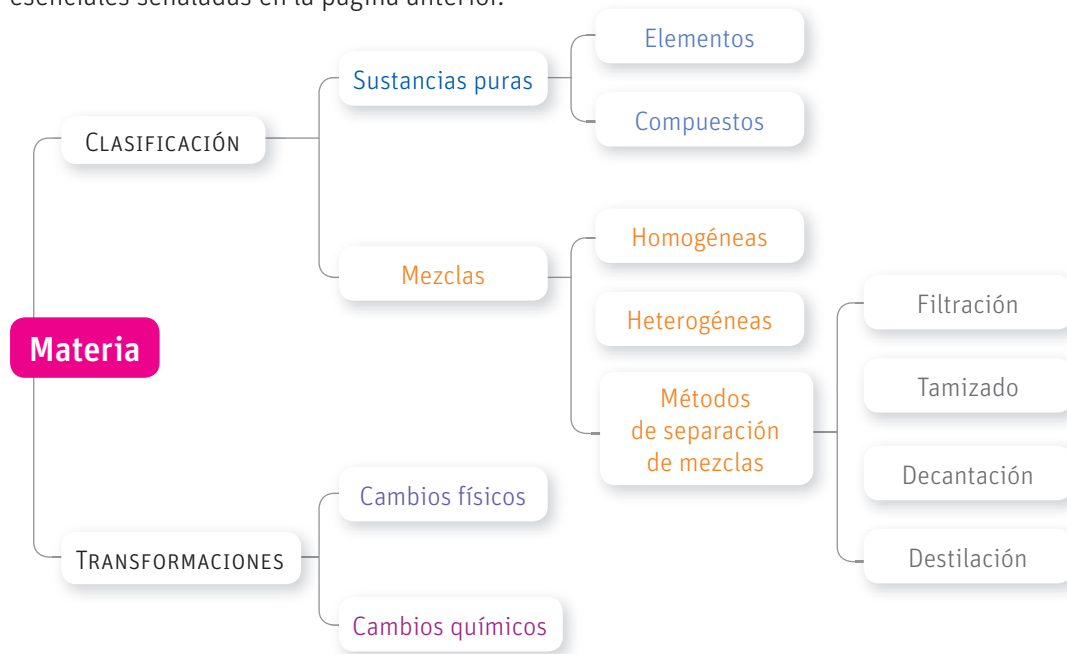 esenciales señaladas en la página anterior.
Elementos
Sustancias puras
Compuestos
CLASIFICACIÓN
Homogéneas
Mezclas
Heterogéneas
Filtración
Materia
Métodos
de separación
de mezclas
Tamizado
Decantación
Cambios físicos
Destilación
TRANSFORMACIONES
Cambios químicos